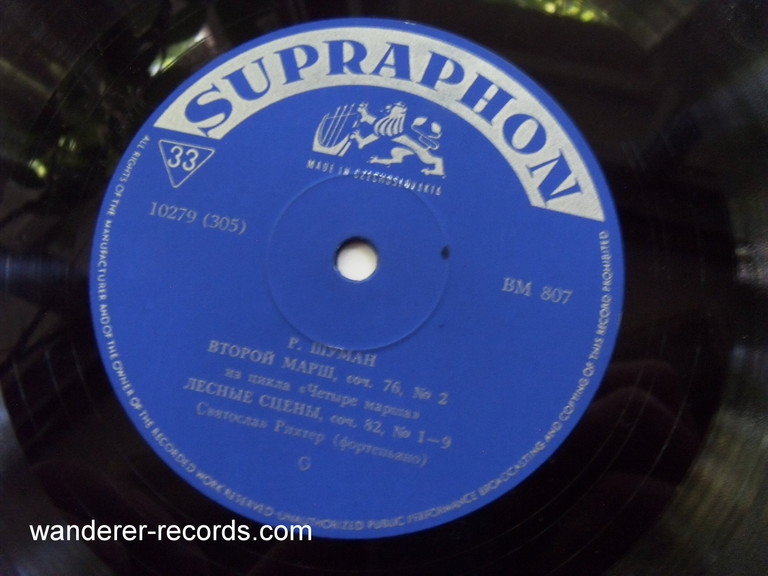 SUPRAPHON
33
MADE IN CZECHOSLOVAKIA
10279 (305)
BM 807
Р. ШУМАН
ВТОРОЙ МАРШ, соч. 76, № 2
из цикла «Четыре марша»
ЛЕСНЫЕ СЦЕНЫ, соч. 82, № 1—9
Святослав Рихтер (фортепьяно)
G
ALL RIGHTS OF THE MANUFACTURER AND OF THE OWNER OF THE RECORDED WORK RESERVED · UNAUTHORIZED PUBLIC PERFORMANCE BROADCASTING AND COPYING OF THIS RECORD PROHIBITED
wanderer-records.com